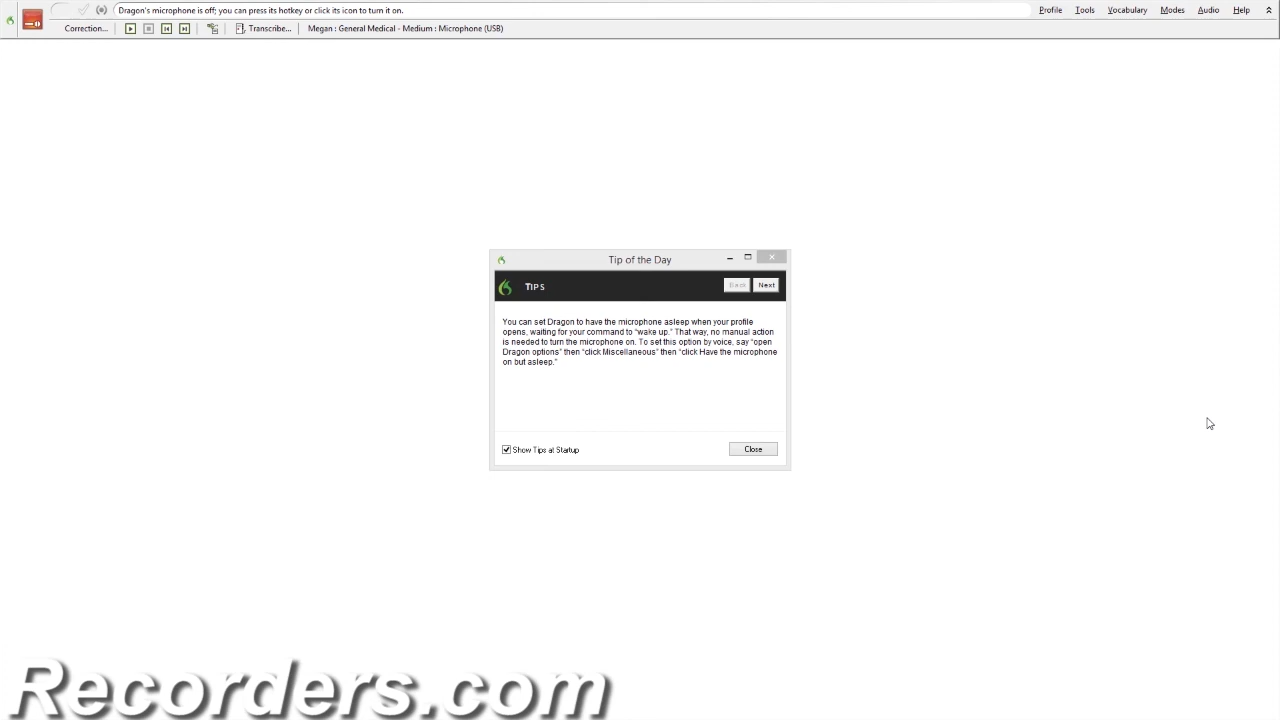 Dragon's microphone is off; you can press its hotkey or click its icon to turn it on.
Profile Tools Vocabulary Modes Audio Help
Correction... Transcribe... Megan : General Medical - Medium : Microphone (USB)
Tip of the Day
TIPS Back Next
You can set Dragon to have the microphone asleep when your profile
opens, waiting for your command to “wake up.” That way, no manual action
is needed to turn the microphone on. To set this option by voice, say “open
Dragon options” then “click Miscellaneous” then “click Have the microphone
on but asleep.”
Show Tips at Startup Close
Recorders.com